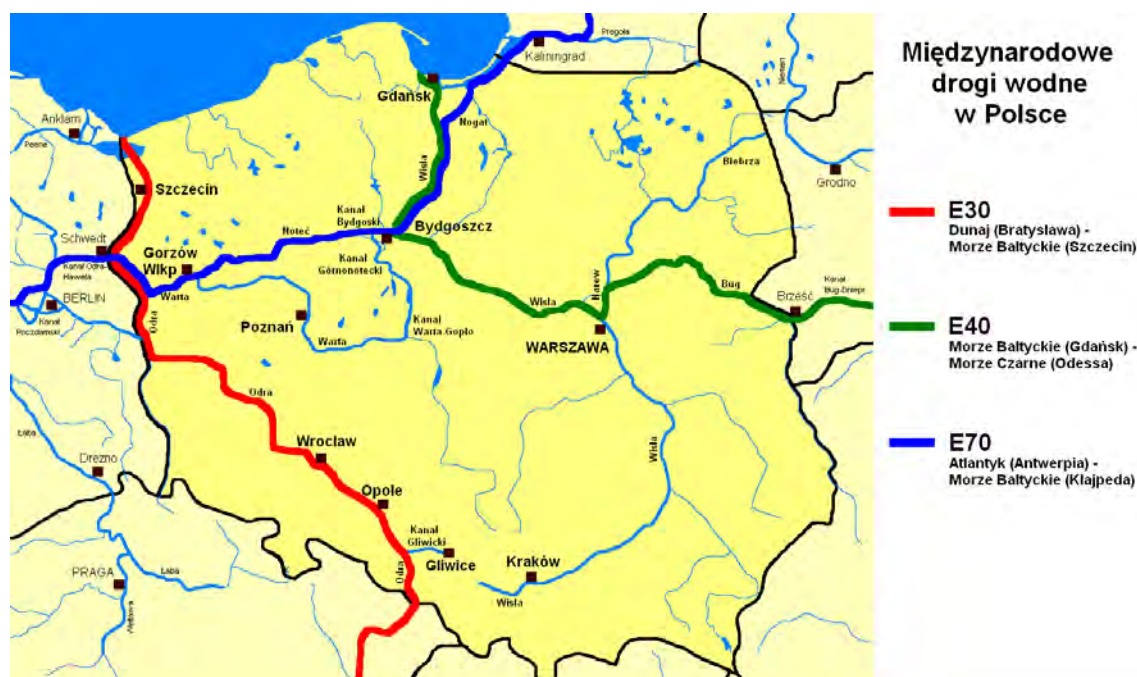 Międzynarodowe
drogi wodne
w Polsce
E30
Dunaj (Bratysława) -
Morze Bałtyckie (Szczecin)
E40
Morze Bałtyckie (Gdańsk) -
Morze Czarne (Odessa)
E70
Atlantyk (Antwerpia) -
Morze Bałtyckie (Kłajpeda)
Kaliningrad
Pregoła
Niemen
Gdańsk
Nogat
Anklam
Peene
Wisła
Biebrza
Grodno
Szczecin
Kanał
Bydgoski
Bydgoszcz
Noteć
Schwedt
Gorzów
Wlkp
Kanał Odra-
Hawela
Kanał
Górnonotecki
Warta
Narew
Bug
Kanał
Bug-Dniepr
Brześć
BERLIN
Kanał
Poczdamski
Odra
Poznań
Warta
Kanał
Warta-Gopło
Wisła
WARSZAWA
Odra
Łaba
Wrocław
Wisła
Drezno
Opole
Kanał
Gliwicki
Gliwice
Odra
Kraków
Wisła
PRAGA
Łaba
Wełtawa